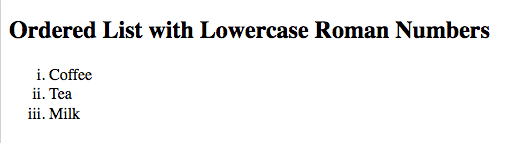 Ordered List with Lowercase Roman Numbers
i. Coffee
ii. Tea
iii. Milk